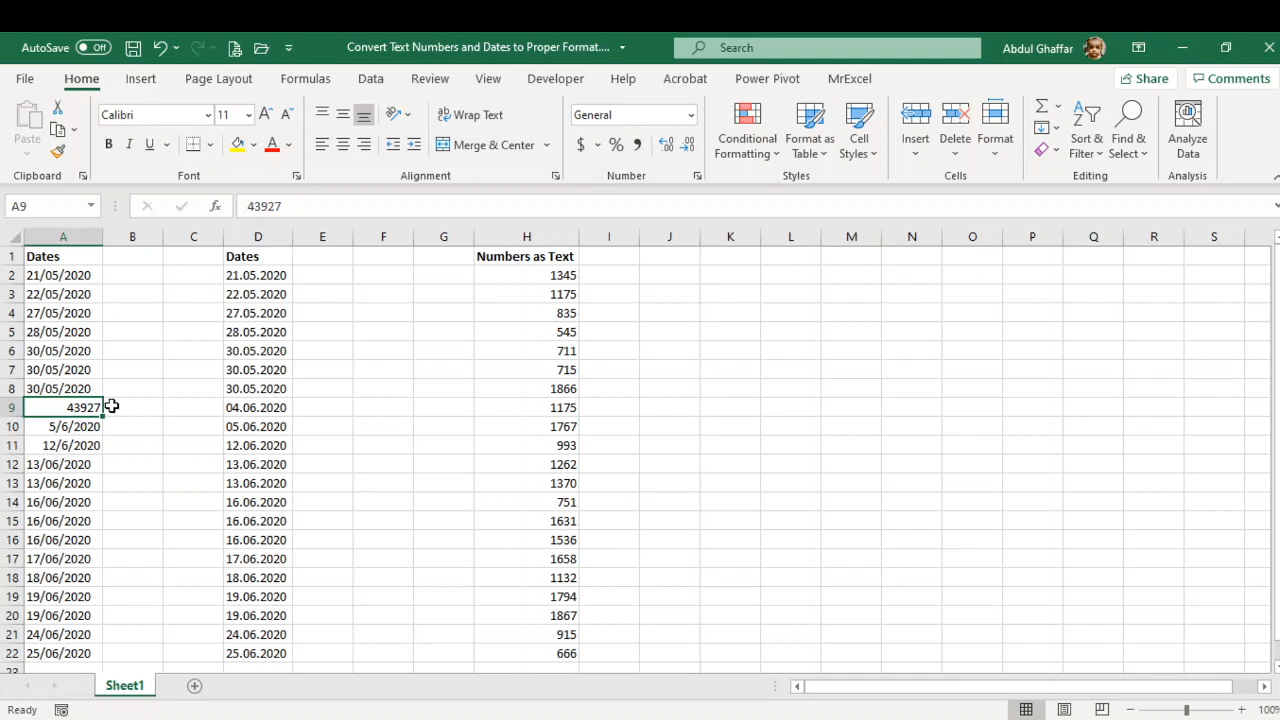 AutoSave Off Convert Text Numbers and Dates to Proper Format.... Search Abdul Ghaffar
File Home Insert Page Layout Formulas Data Review View Developer Help Acrobat Power Pivot MrExcel Share Comments
Paste Calibri 11 Wrap Text General Conditional Formatting Format as Table Cell Styles Insert Delete Format Sort & Filter Find & Select Analyze Data
B I U A Merge & Center $ % 9
Clipboard Font Alignment Number Styles Cells Editing Analysis
A9 fx 43927
A B C D E F G H I J K L M N O P Q R S
1 Dates Dates Numbers as Text
2 21/05/2020 21.05.2020 1345
3 22/05/2020 22.05.2020 1175
4 27/05/2020 27.05.2020 835
5 28/05/2020 28.05.2020 545
6 30/05/2020 30.05.2020 711
7 30/05/2020 30.05.2020 715
8 30/05/2020 30.05.2020 1866
9 43927 04.06.2020 1175
10 5/6/2020 05.06.2020 1767
11 12/6/2020 12.06.2020 993
12 13/06/2020 13.06.2020 1262
13 13/06/2020 13.06.2020 1370
14 16/06/2020 16.06.2020 751
15 16/06/2020 16.06.2020 1631
16 16/06/2020 16.06.2020 1536
17 17/06/2020 17.06.2020 1658
18 18/06/2020 18.06.2020 1132
19 19/06/2020 19.06.2020 1794
20 19/06/2020 19.06.2020 1867
21 24/06/2020 24.06.2020 915
22 25/06/2020 25.06.2020 666
Sheet1
Ready 100%